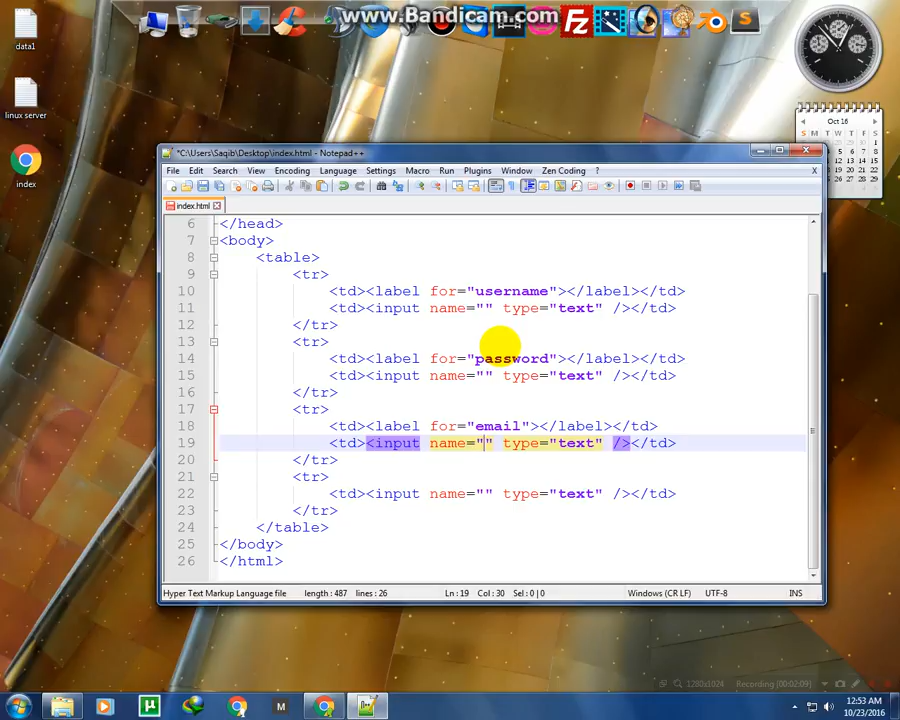 www.Bandicam.com
data1
linux server
index
Oct 16
S M T W T F S
*C:\Users\Saqib\Desktop\index.html - Notepad++
File Edit Search View Encoding Language Settings Macro Run Plugins Window Zen Coding ? X
index.html
6 </head>
7 <body>
8 <table>
9 <tr>
10 <td><label for="username"></label></td>
11 <td><input name="" type="text" /></td>
12 </tr>
13 <tr>
14 <td><label for="password"></label></td>
15 <td><input name="" type="text" /></td>
16 </tr>
17 <tr>
18 <td><label for="email"></label></td>
19 <td><input name="" type="text" /></td>
20 </tr>
21 <tr>
22 <td><input name="" type="text" /></td>
23 </tr>
24 </table>
25 </body>
26 </html>
Hyper Text Markup Language file length : 487 lines : 26 Ln : 19 Col : 30 Sel : 0 | 0 Windows (CR LF) UTF-8 INS
1280x1024 Recording (00:02:09)
12:53 AM
10/23/2016